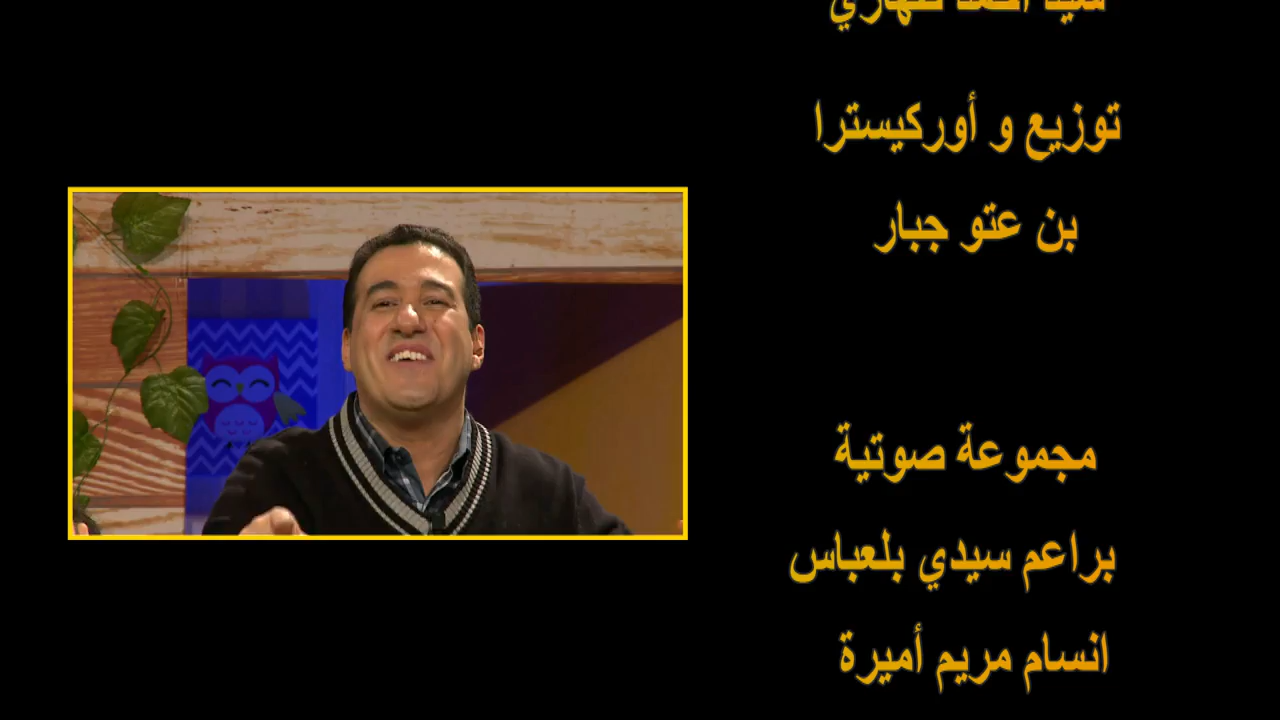 توزيع و أوركيسترا
بن عتو جبار
مجموعة صوتية
براعم سيدي بلعباس
انسام مريم أميرة